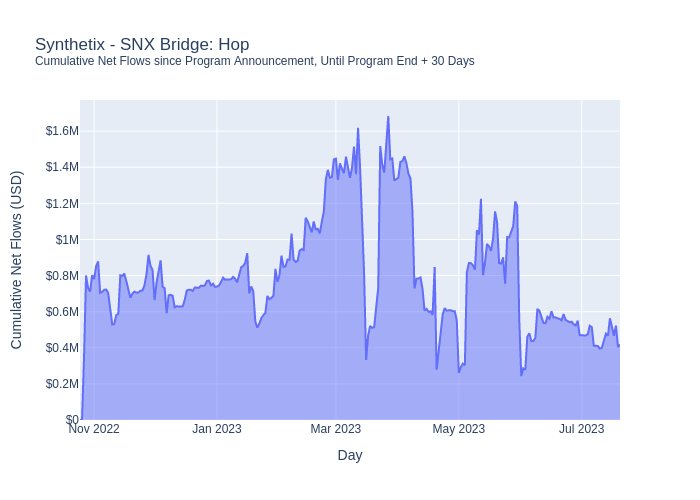 Synthetix - SNX Bridge: Hop
Cumulative Net Flows since Program Announcement, Until Program End + 30 Days
Cumulative Net Flows (USD)
$1.6M
$1.4M
$1.2M
$1M
$0.8M
$0.6M
$0.4M
$0.2M
$0
Nov 2022 Jan 2023 Mar 2023 May 2023 Jul 2023
Day